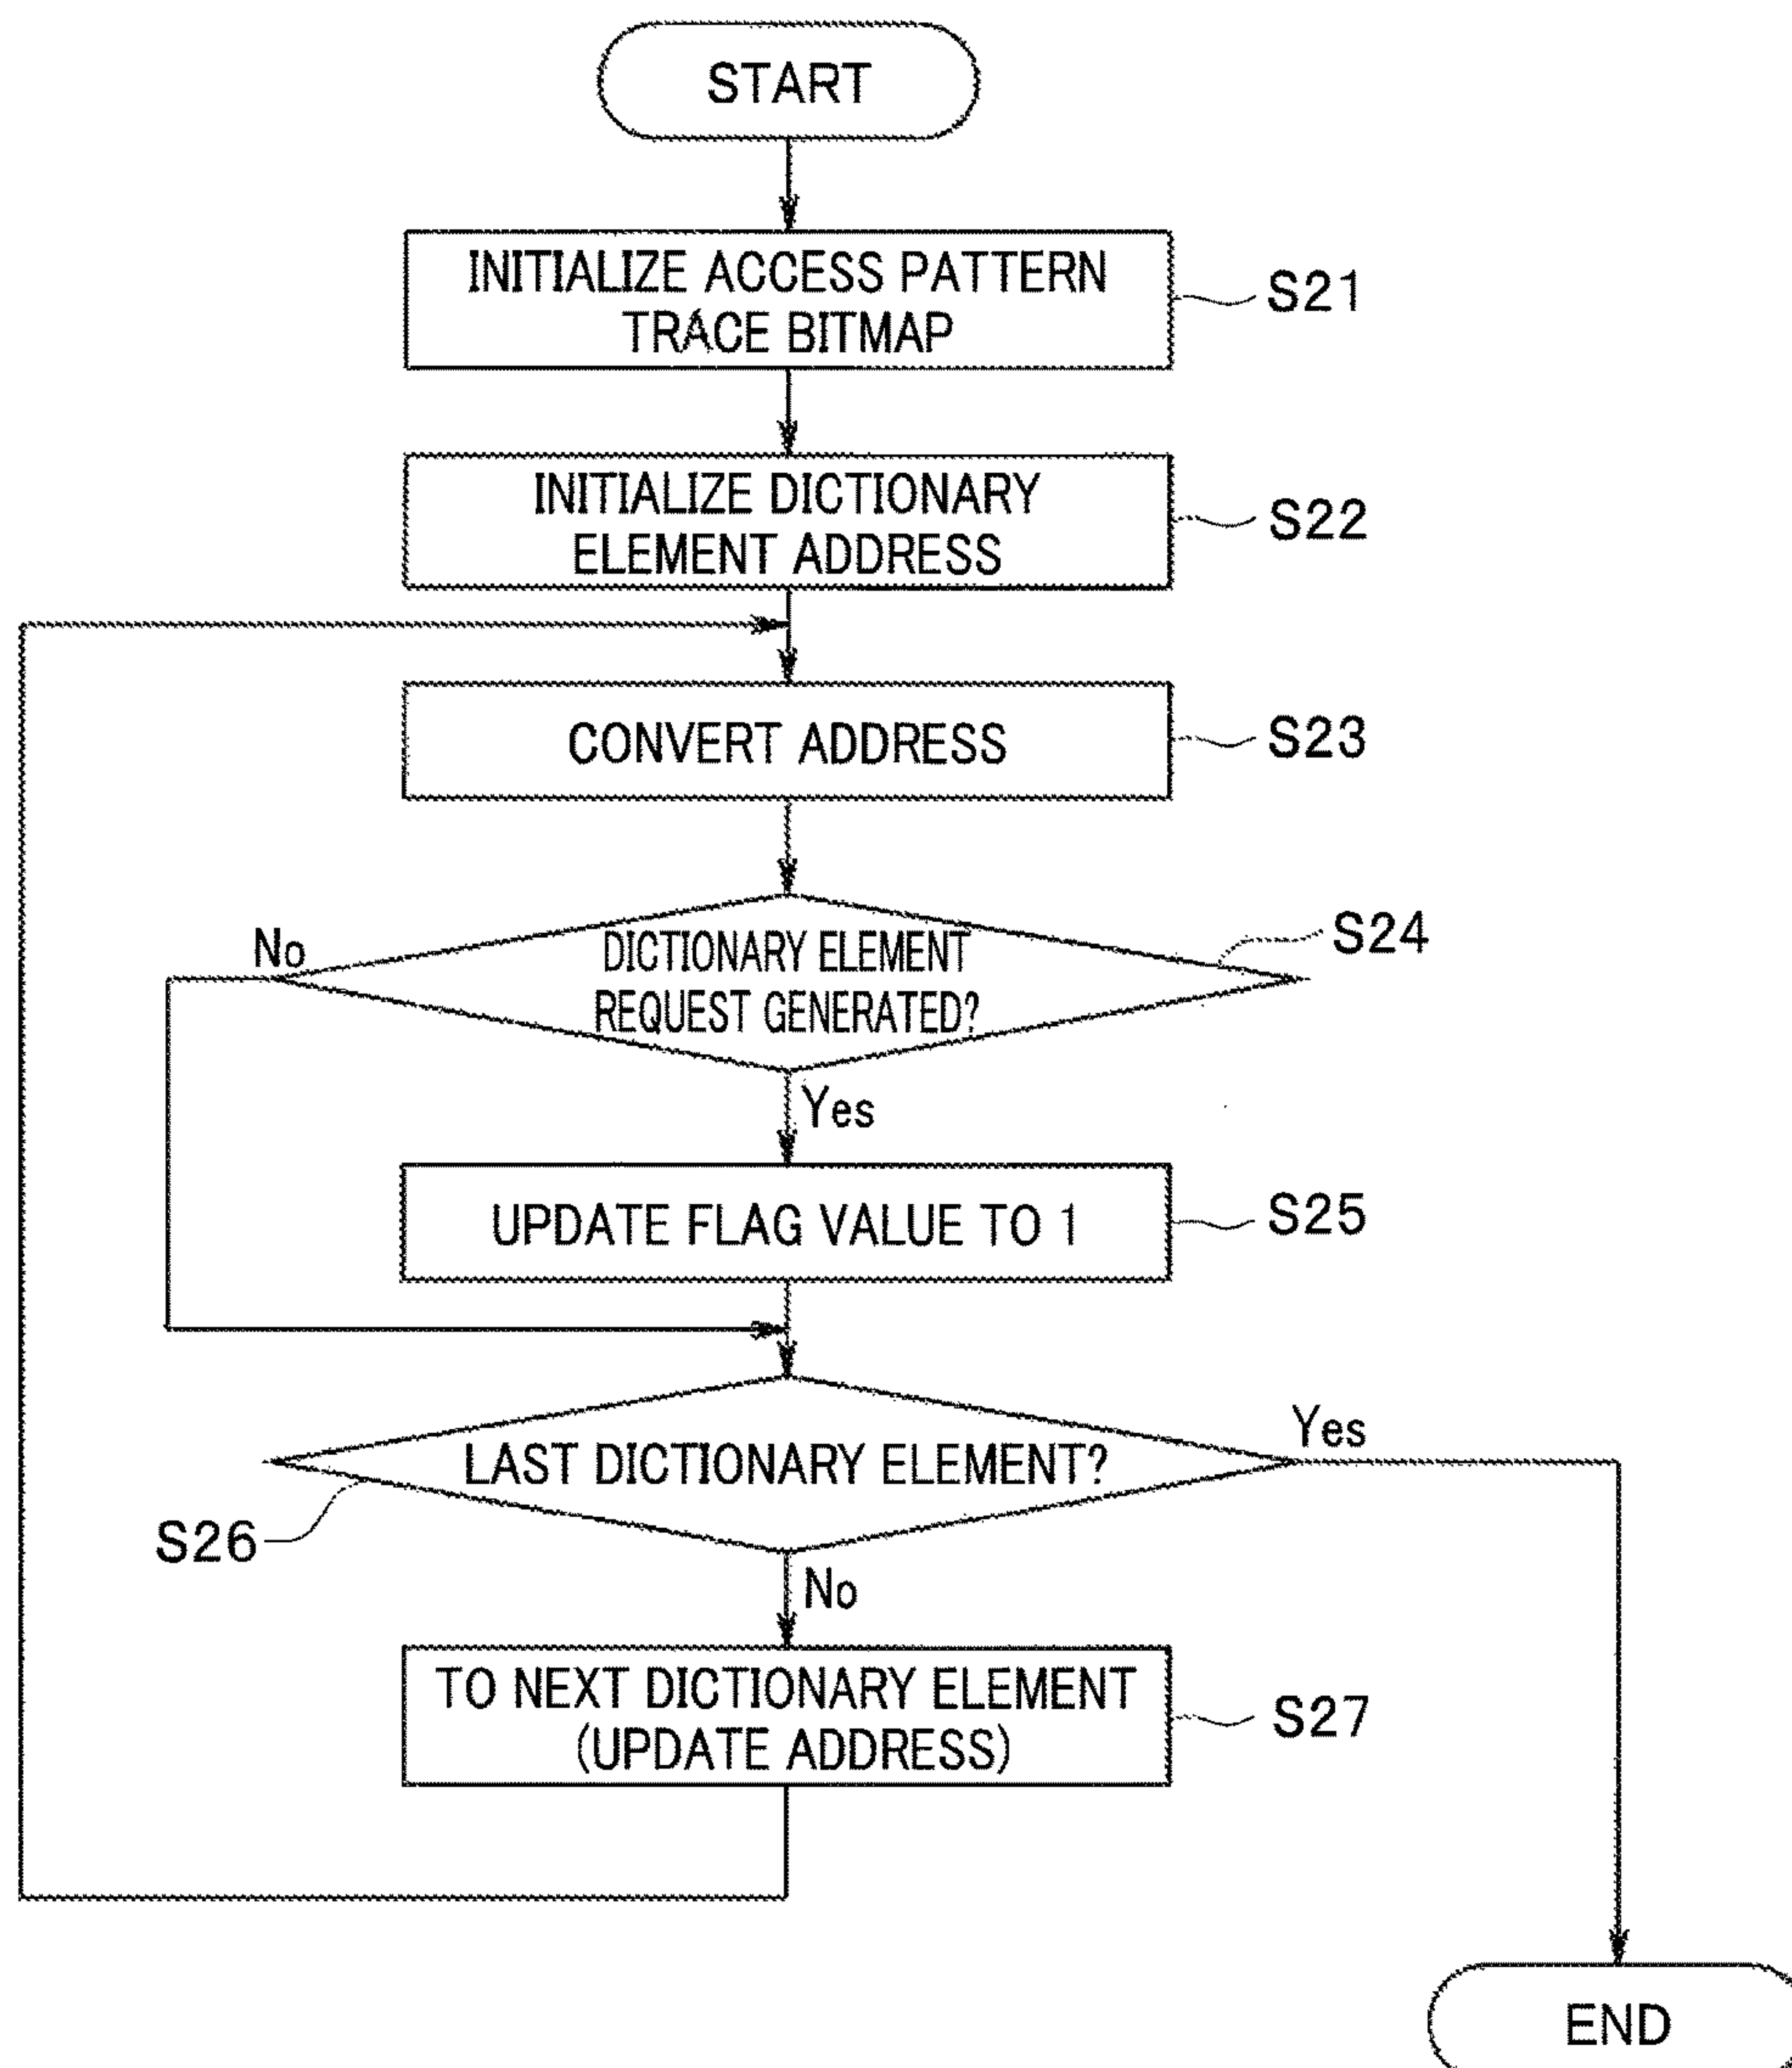 START
INITIALIZE ACCESS PATTERN
TRACE BITMAP
S21
INITIALIZE DICTIONARY
ELEMENT ADDRESS
S22
CONVERT ADDRESS
S23
No
DICTIONARY ELEMENT
REQUEST GENERATED?
S24
Yes
UPDATE FLAG VALUE TO 1
S25
LAST DICTIONARY ELEMENT?
Yes
S26
No
TO NEXT DICTIONARY ELEMENT
(UPDATE ADDRESS)
S27
END